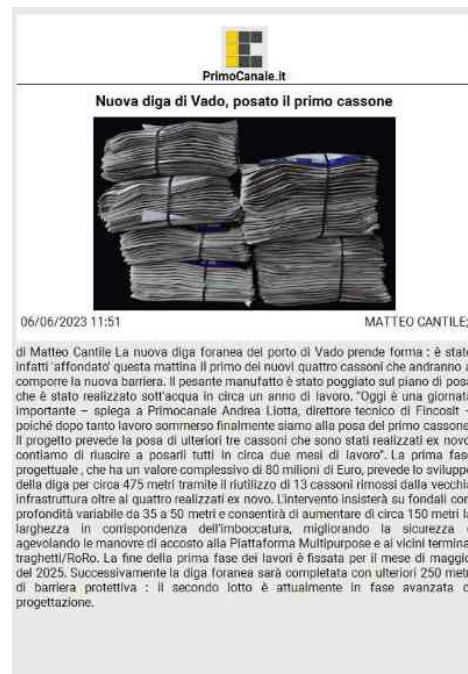 PrimoCanale.it
Nuova diga di Vado, posato il primo cassone
06/06/2023 11:51
MATTEO CANTILE:
di Matteo Cantile La nuova diga foranea del porto di Vado prende forma : è stato
infatti 'affondato' questa mattina il primo dei nuovi quattro cassoni che andranno a
comporre la nuova barriera. Il pesante manufatto è stato poggiato sul piano di posa
che è stato realizzato sott'acqua in circa un anno di lavoro. "Oggi è una giornata
importante – spiega a Primocanale Andrea Liotta, direttore tecnico di Fincosit –
poiché dopo tanto lavoro sommerso finalmente siamo alla posa del primo cassone.
Il progetto prevede la posa di ulteriori tre cassoni che sono stati realizzati ex novo,
contiamo di riuscire a posarli tutti in circa due mesi di lavoro". La prima fase
progettuale , che ha un valore complessivo di 80 milioni di Euro, prevede lo sviluppo
della diga per circa 475 metri tramite il riutilizzo di 13 cassoni rimossi dalla vecchia
infrastruttura oltre ai quattro realizzati ex novo. L'intervento insisterà su fondali con
profondità variabile da 35 a 50 metri e consentirà di aumentare di circa 150 metri la
larghezza in corrispondenza dell'imboccatura, migliorando la sicurezza e
agevolando le manovre di accosto alla Piattaforma Multipurpose e ai vicini terminal
traghetti/RoRo. La fine della prima fase dei lavori è fissata per il mese di maggio
del 2025. Successivamente la diga foranea sarà completata con ulteriori 250 metri
di barriera protettiva : il secondo lotto è attualmente in fase avanzata di
progettazione.